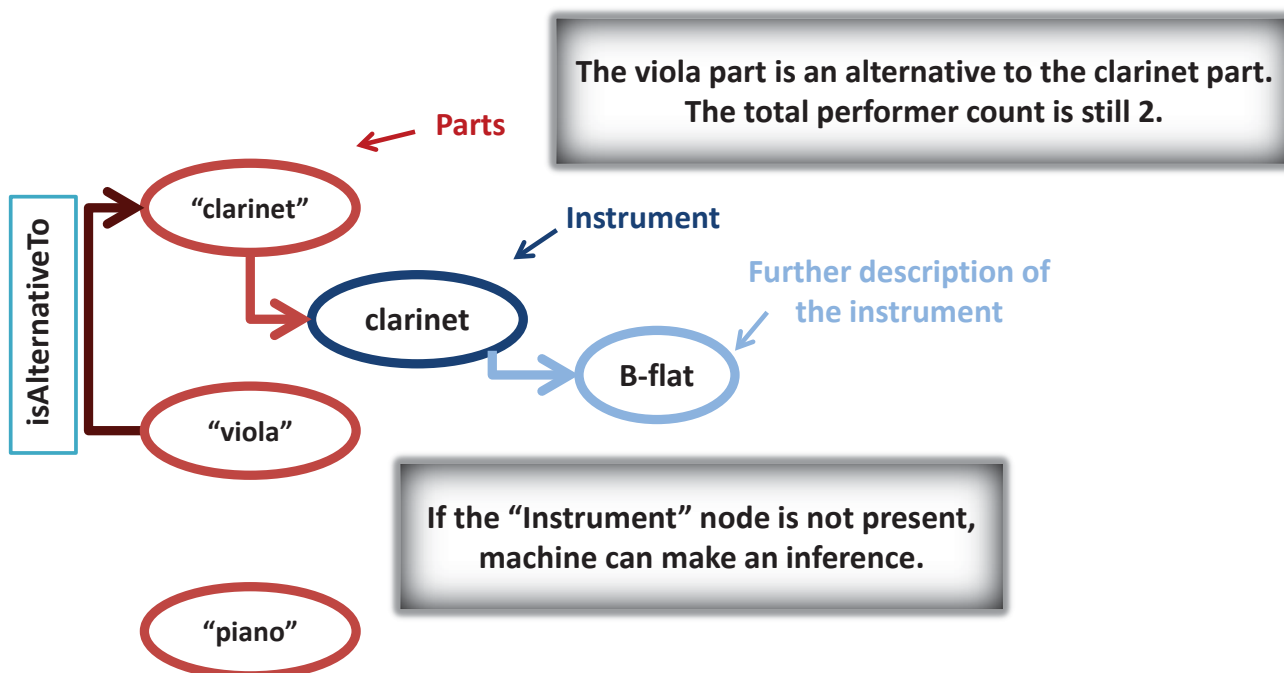 The viola part is an alternative to the clarinet part.
The total performer count is still 2.
Parts
“clarinet”
isAlternativeTo
Instrument
clarinet
Further description of
the instrument
B-flat
“viola”
If the “Instrument” node is not present,
machine can make an inference.
“piano”